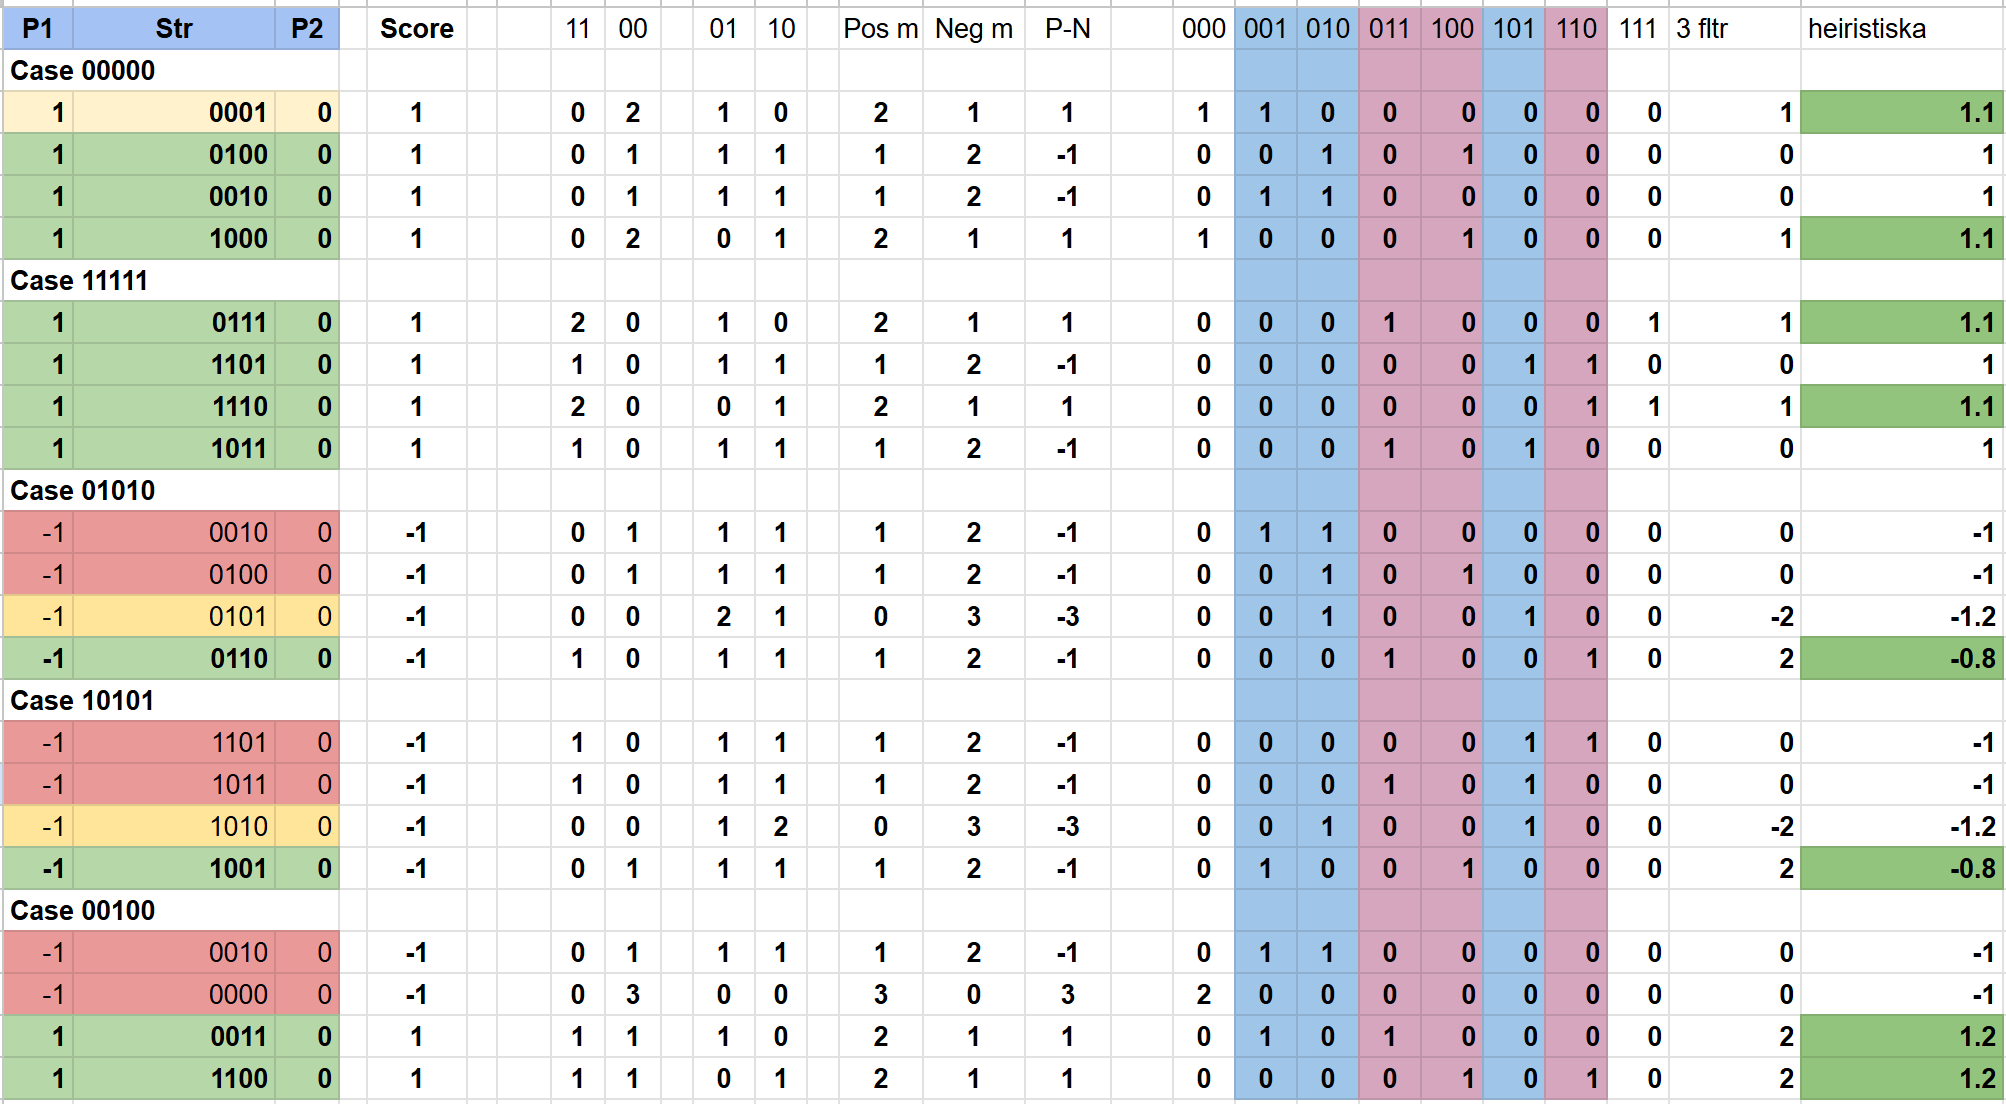 P1 Str P2 Score 11 00 01 10 Pos m Neg m P-N 000 001 010 011 100 101 110 111 3 fltr heiristiska
Case 00000
1 0001 0 1 0 2 1 0 2 1 1 1 1 0 0 0 0 0 0 1 1.1
1 0100 0 1 0 1 1 1 1 2 -1 0 0 1 0 1 0 0 0 0 1
1 0010 0 1 0 1 1 1 1 2 -1 0 1 1 0 0 0 0 0 0 1
1 1000 0 1 0 2 0 1 2 1 1 1 0 0 0 1 0 0 0 1 1.1
Case 11111
1 0111 0 1 2 0 1 0 2 1 1 0 0 0 1 0 0 0 1 1 1.1
1 1101 0 1 1 0 1 1 1 2 -1 0 0 0 0 0 1 1 0 0 1
1 1110 0 1 2 0 0 1 2 1 1 0 0 0 0 0 0 1 1 1 1.1
1 1011 0 1 1 0 1 1 1 2 -1 0 0 0 1 0 1 0 0 0 1
Case 01010
-1 0010 0 -1 0 1 1 1 1 2 -1 0 1 1 0 0 0 0 0 0 -1
-1 0100 0 -1 0 1 1 1 1 2 -1 0 0 1 0 1 0 0 0 0 -1
-1 0101 0 -1 0 0 2 1 0 3 -3 0 0 1 0 0 1 0 0 -2 -1.2
-1 0110 0 -1 1 0 1 1 1 2 -1 0 0 0 1 0 0 1 0 2 -0.8
Case 10101
-1 1101 0 -1 1 0 1 1 1 2 -1 0 0 0 0 0 1 1 0 0 -1
-1 1011 0 -1 1 0 1 1 1 2 -1 0 0 0 1 0 1 0 0 0 -1
-1 1010 0 -1 0 0 1 2 0 3 -3 0 0 1 0 0 1 0 0 -2 -1.2
-1 1001 0 -1 0 1 1 1 1 2 -1 0 1 0 0 1 0 0 0 2 -0.8
Case 00100
-1 0010 0 -1 0 1 1 1 1 2 -1 0 1 1 0 0 0 0 0 0 -1
-1 0000 0 -1 0 3 0 0 3 0 3 2 0 0 0 0 0 0 0 0 -1
1 0011 0 1 1 1 1 0 2 1 1 0 1 0 1 0 0 0 0 2 1.2
1 1100 0 1 1 1 0 1 2 1 1 0 0 0 0 1 0 1 0 2 1.2